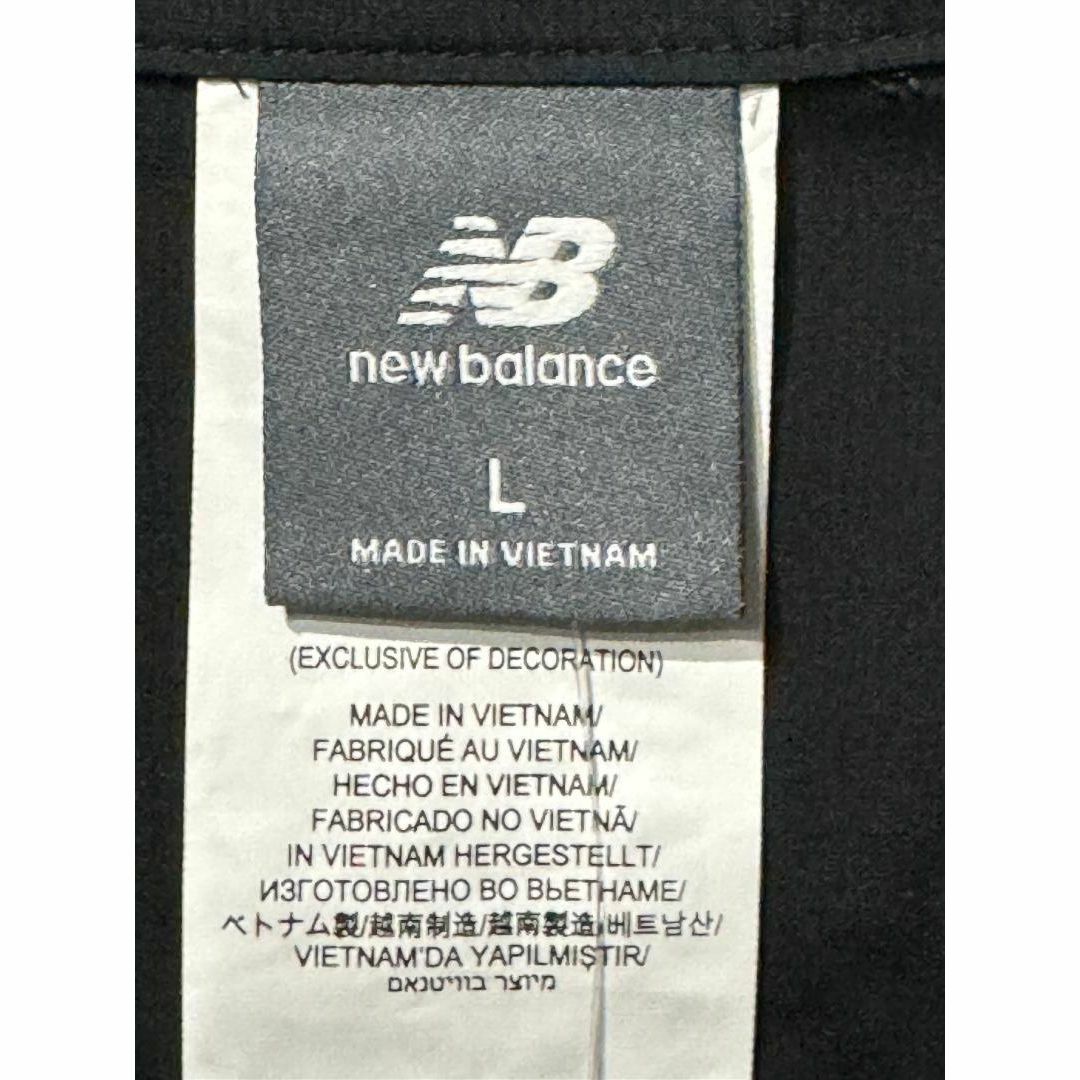 NB
new balance
L
MADE IN VIETNAM
(EXCLUSIVE OF DECORATION)
MADE IN VIETNAM/
FABRIQUÉ AU VIETNAM/
HECHO EN VIETNAM/
FABRICADO NO VIETNÃ/
IN VIETNAM HERGESTELLT/
ИЗГОТОВЛЕНО ВО ВЬЕТНАМЕ/
ベトナム製/越南制造/越南製造/베트남산/
VIETNAM'DA YAPILMIŞTIR/
מיוצר בוויטנאם